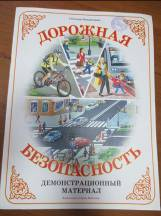 ДОРОЖНАЯ
БЕЗОПАСНОСТЬ
ДЕМОНСТРАЦИОННЫЙ
МАТЕРИАЛ